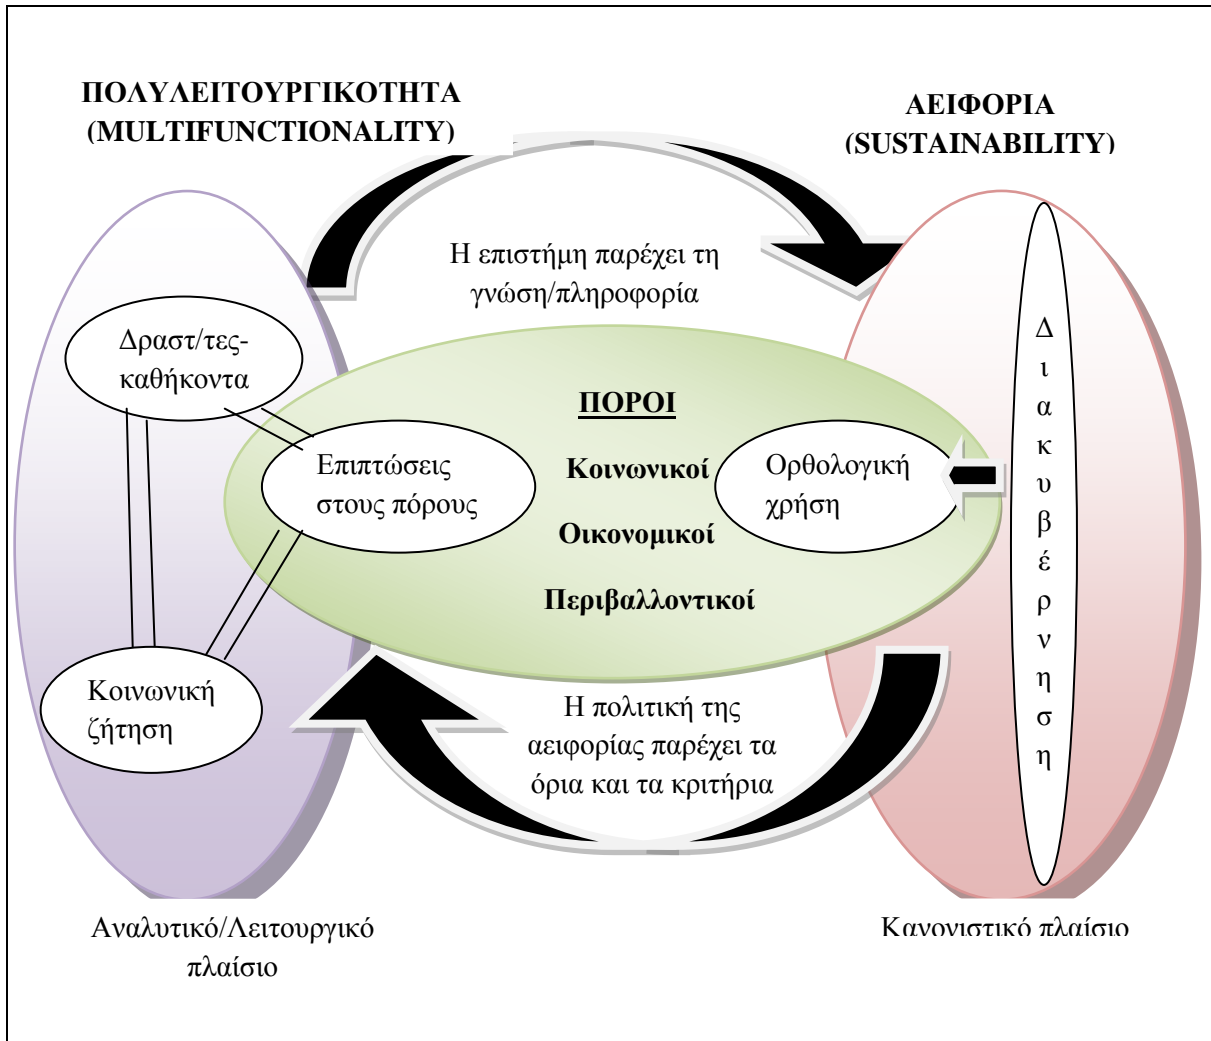 ΠΟΛΥΛΕΙΤΟΥΡΓΙΚΟΤΗΤΑ
(MULTIFUNCTIONALITY)
ΑΕΙΦΟΡΙΑ
(SUSTAINABILITY)
Η επιστήμη παρέχει τη
γνώση/πληροφορία
Δραστ/τες-
καθήκοντα
Επιπτώσεις
στους πόρους
Κοινωνική
ζήτηση
ΠΟΡΟΙ
Κοινωνικοί
Οικονομικοί
Περιβαλλοντικοί
Ορθολογική
χρήση
Δ
ι
α
κ
υ
β
έ
ρ
ν
η
σ
η
Η πολιτική της
αειφορίας παρέχει τα
όρια και τα κριτήρια
Αναλυτικό/Λειτουργικό
πλαίσιο
Κανονιστικό πλαίσιο